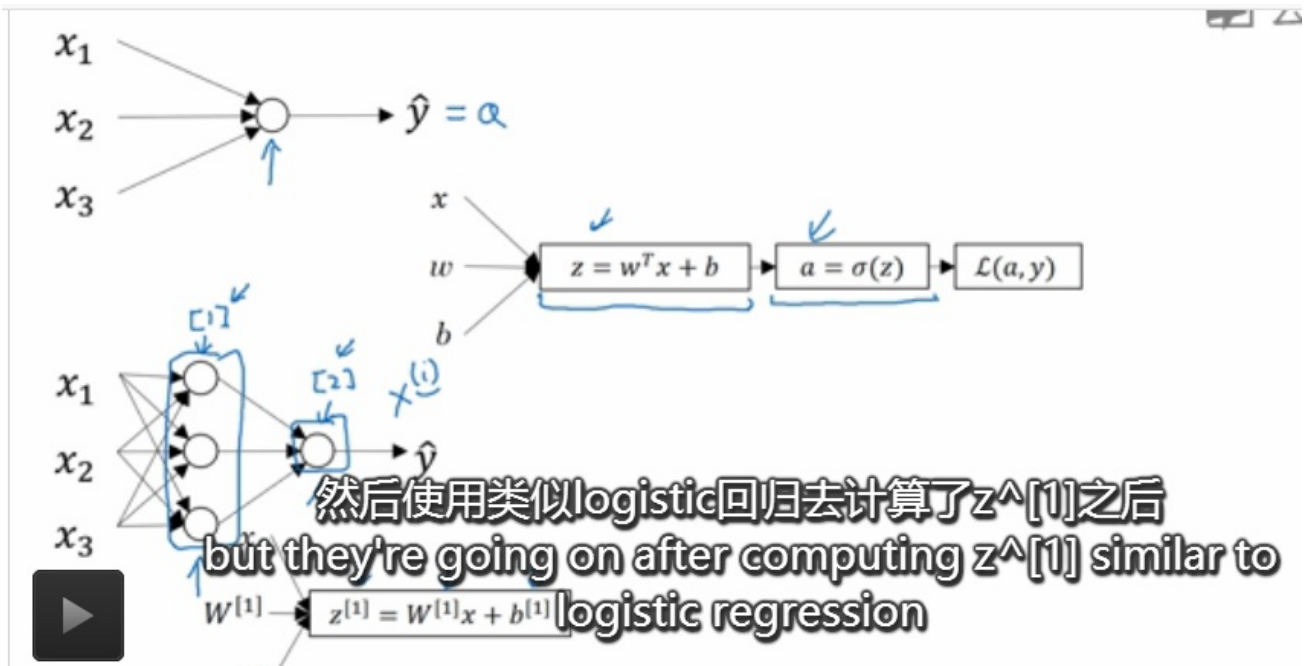 x₁
x₂
x₃
ŷ = a
x
w
b
z = wᵀx + b
a = σ(z)
ℒ(a, y)
[1]
[2]
x⁽ⁱ⁾
x₁
x₂
x₃
ŷ
然后使用类似logistic回归去计算了z^[1]之后
but they're going on after computing z^[1] similar to
logistic regression
x
W[1]
z[1] = W[1]x + b[1]